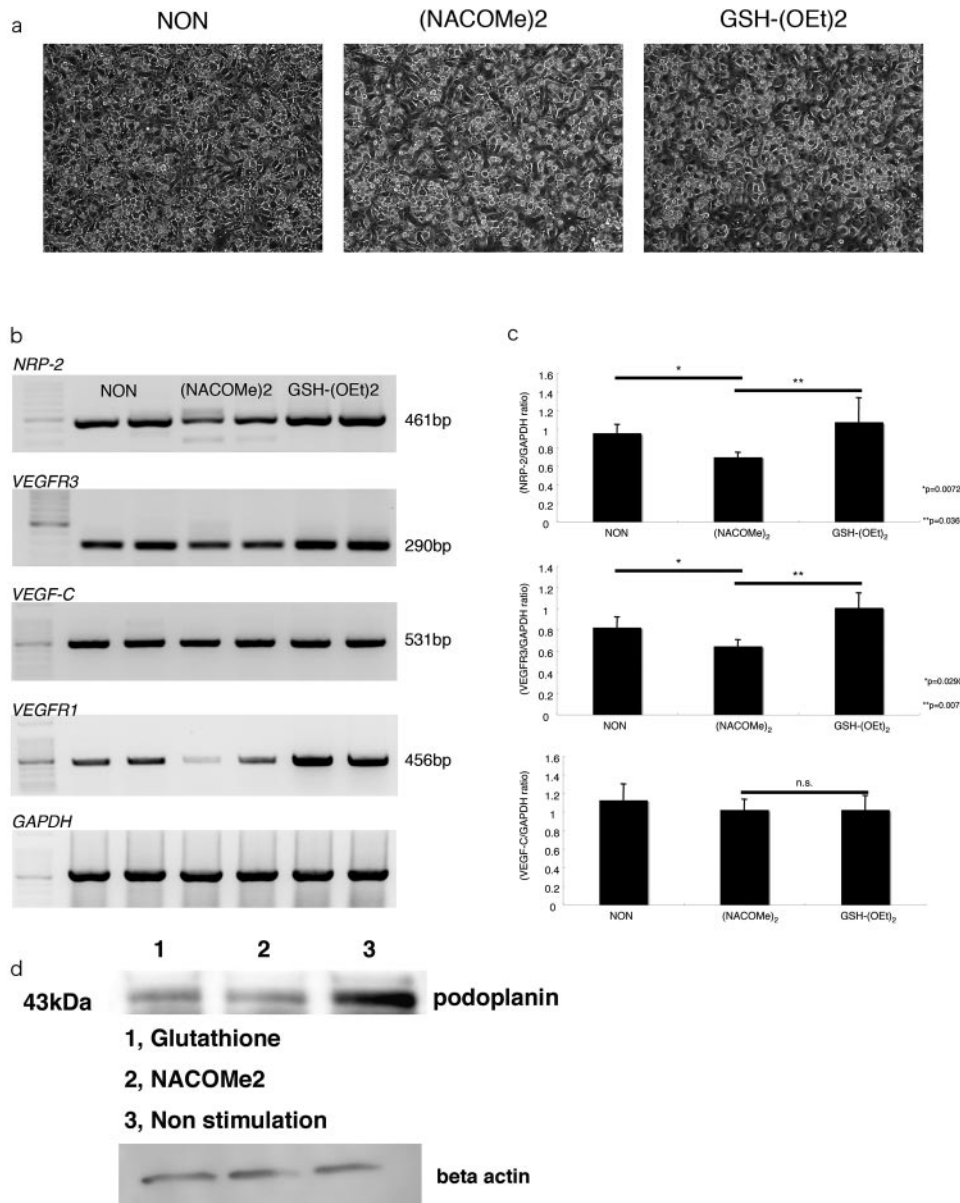 a
NON
(NACOMe)2
GSH-(OEt)2
b
NRP-2
NON
(NACOMe)2
GSH-(OEt)2
461bp
VEGFR3
290bp
VEGF-C
531bp
VEGFR1
456bp
GAPDH
c
(NRP-2/GAPDH ratio)
1.6
1.4
1.2
1
0.8
0.6
0.4
0.2
0
*
**
NON
(NACOMe)2
GSH-(OEt)2
*p=0.0072
**p=0.036
(VEGFR3/GAPDH ratio)
1.4
1.2
1
0.8
0.6
0.4
0.2
0
*
**
NON
(NACOMe)2
GSH-(OEt)2
*p=0.0290
**p=0.007
(VEGF-C/GAPDH ratio)
1.6
1.4
1.2
1
0.8
0.6
0.4
0.2
0
n.s.
NON
(NACOMe)2
GSH-(OEt)2
d
1 2 3
43kDa
podoplanin
1, Glutathione
2, NACOMe2
3, Non stimulation
beta actin